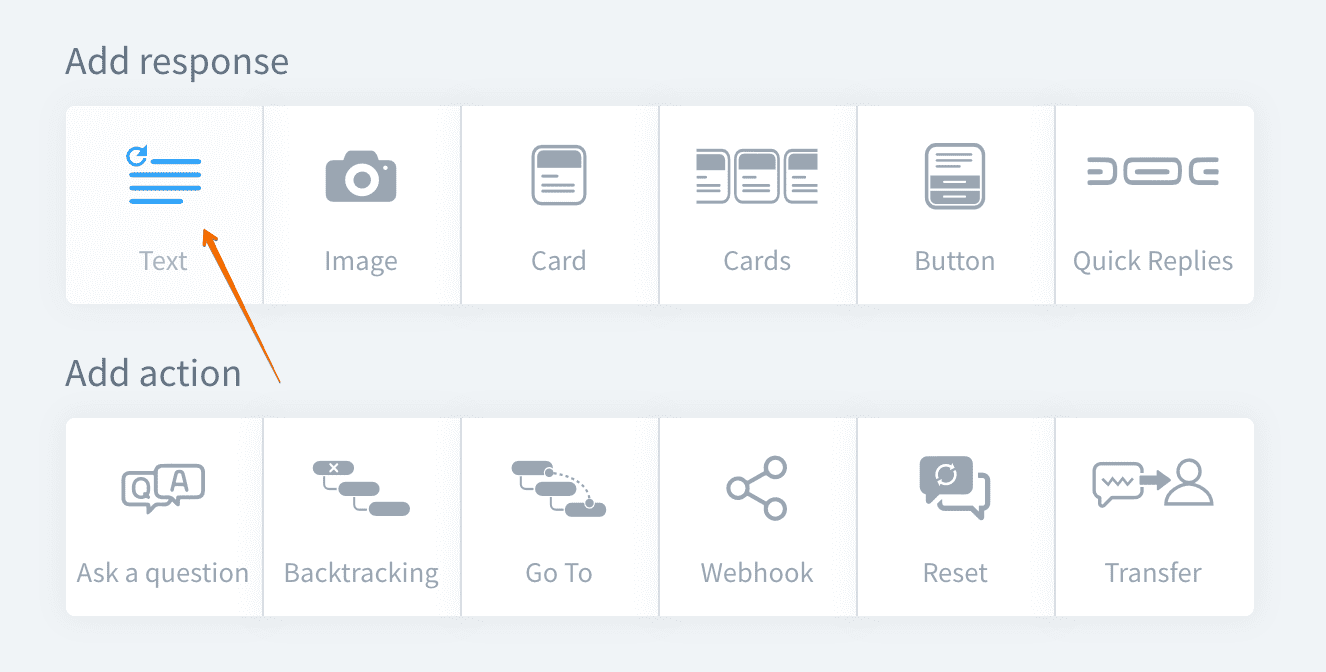 Add response
Text
Image
Card
Cards
Button
Quick Replies
Add action
Q A
Ask a question
Backtracking
Go To
Webhook
Reset
Transfer